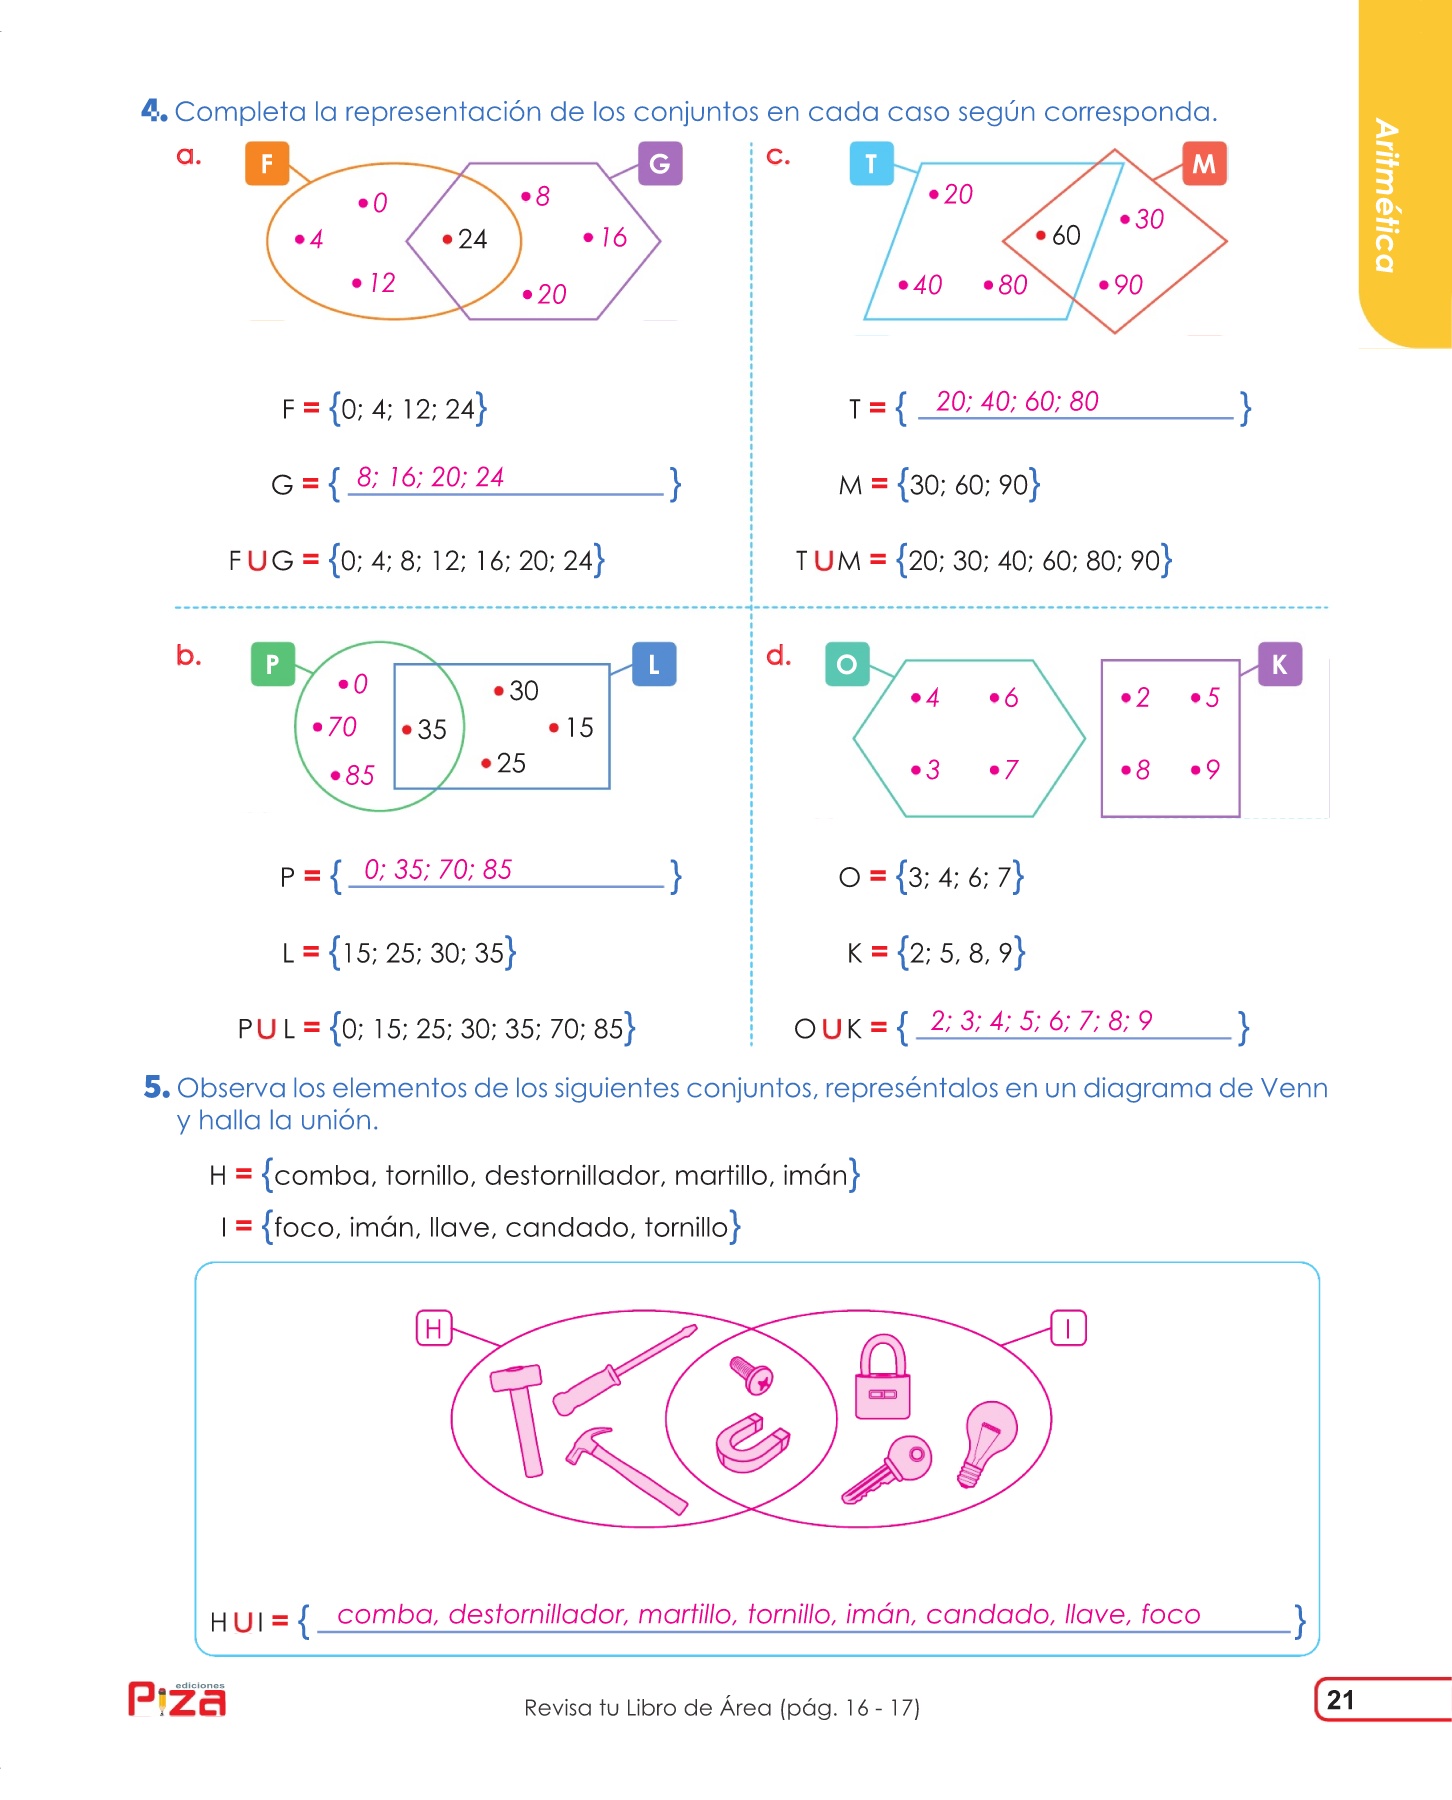 Aritmética
4. Completa la representación de los conjuntos en cada caso según corresponda.
a.
F
G
• 0
• 4
• 12
• 24
• 8
• 16
• 20
F = {0; 4; 12; 24}
G = { 8; 16; 20; 24 }
F U G = {0; 4; 8; 12; 16; 20; 24}
c.
T
M
• 20
• 40
• 80
• 60
• 30
• 90
T = { 20; 40; 60; 80 }
M = {30; 60; 90}
T U M = {20; 30; 40; 60; 80; 90}
b.
P
L
• 0
• 70
• 85
• 35
• 30
• 15
• 25
P = { 0; 35; 70; 85 }
L = {15; 25; 30; 35}
P U L = {0; 15; 25; 30; 35; 70; 85}
d.
O
K
• 4 • 6
• 3 • 7
• 2 • 5
• 8 • 9
O = {3; 4; 6; 7}
K = {2; 5, 8, 9}
O U K = { 2; 3; 4; 5; 6; 7; 8; 9 }
5. Observa los elementos de los siguientes conjuntos, represéntalos en un diagrama de Venn
y halla la unión.
H = {comba, tornillo, destornillador, martillo, imán}
I = {foco, imán, llave, candado, tornillo}
H
I
H U I = { comba, destornillador, martillo, tornillo, imán, candado, llave, foco }
ediciones
Piza
Revisa tu Libro de Área (pág. 16 - 17)
21